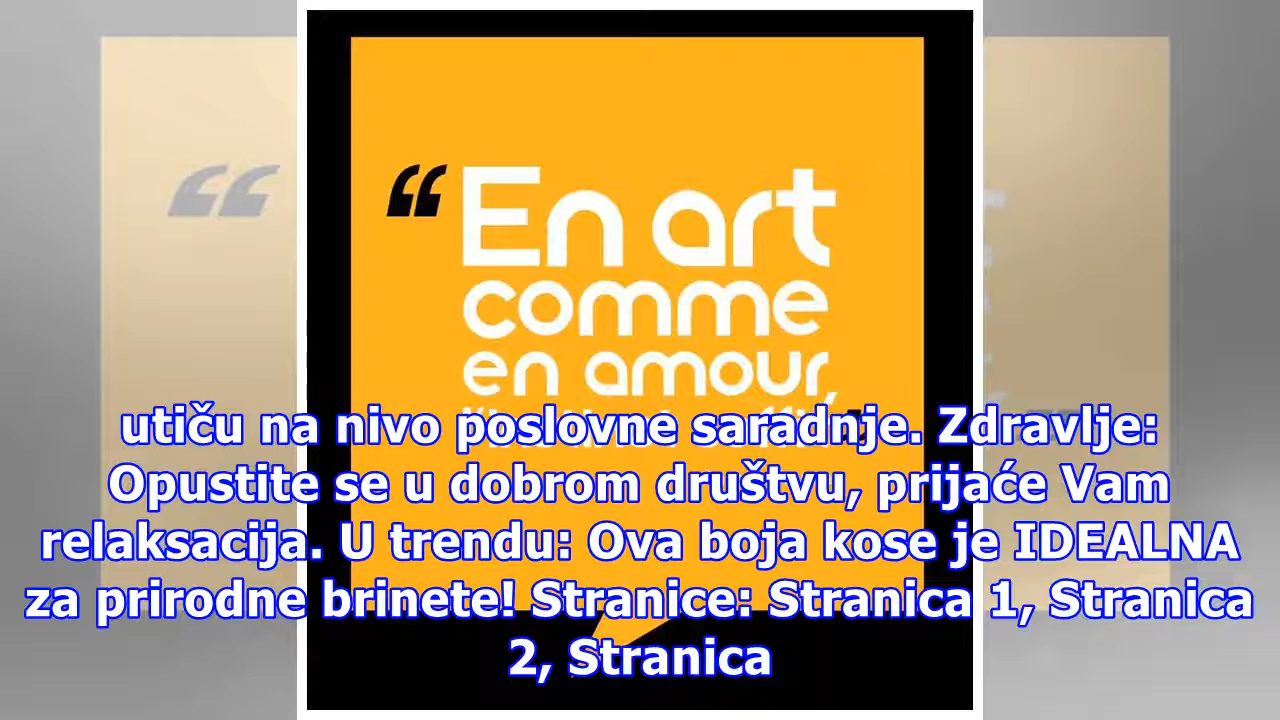 “En art
comme
en amour,
utiču na nivo poslovne saradnje. Zdravlje:
Opustite se u dobrom društvu, prijaće Vam
relaksacija. U trendu: Ova boja kose je IDEALNA
za prirodne brinete! Stranice: Stranica 1, Stranica
2, Stranica